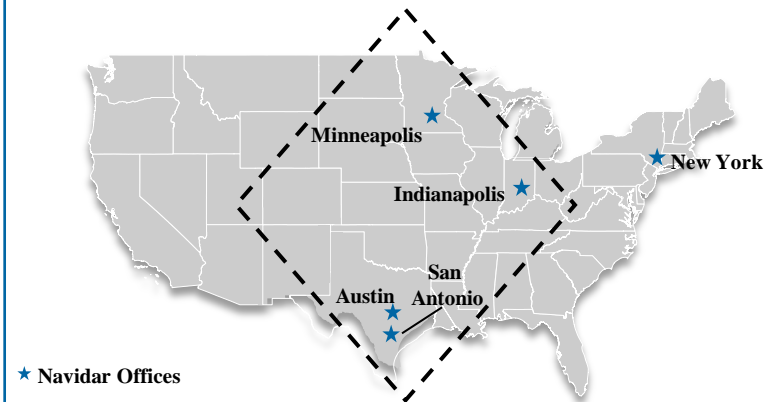 Minneapolis
New York
Indianapolis
San
Austin Antonio
Navidar Offices